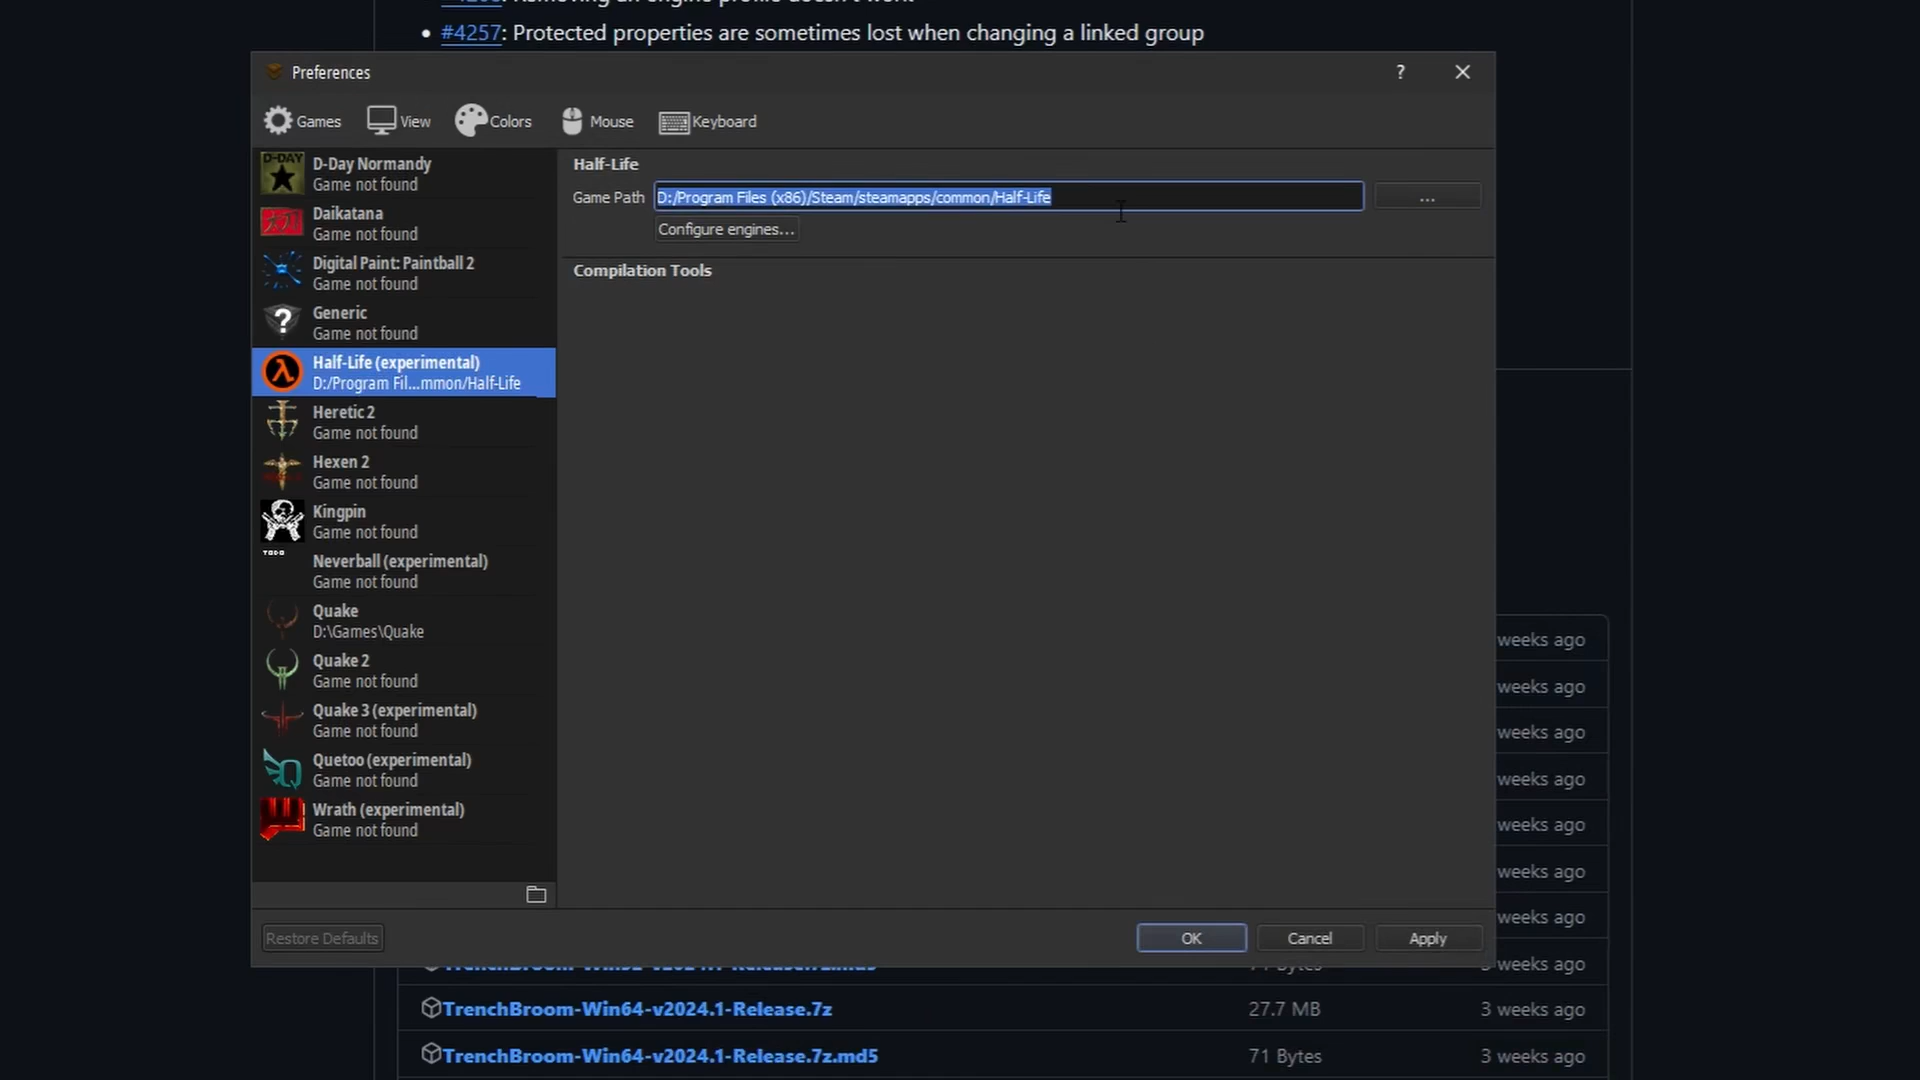 #4257: Protected properties are sometimes lost when changing a linked group
Preferences
?
Games
View
Colors
Mouse
Keyboard
D-DAY
D-Day Normandy
Game not found
Daikatana
Game not found
Digital Paint: Paintball 2
Game not found
?
Generic
Game not found
Half-Life (experimental)
D:/Program Fil...mmon/Half-Life
Heretic 2
Game not found
Hexen 2
Game not found
Kingpin
Game not found
TODO
Neverball (experimental)
Game not found
Quake
D:\Games\Quake
Quake 2
Game not found
Quake 3 (experimental)
Game not found
Quetoo (experimental)
Game not found
Wrath (experimental)
Game not found
Half-Life
Game Path
D:/Program Files (x86)/Steam/steamapps/common/Half-Life
...
Configure engines...
Compilation Tools
Restore Defaults
OK
Cancel
Apply
weeks ago
weeks ago
weeks ago
weeks ago
weeks ago
weeks ago
weeks ago
3 weeks ago
TrenchBroom-Win64-v2024.1-Release.7z
27.7 MB
3 weeks ago
TrenchBroom-Win64-v2024.1-Release.7z.md5
71 Bytes
3 weeks ago